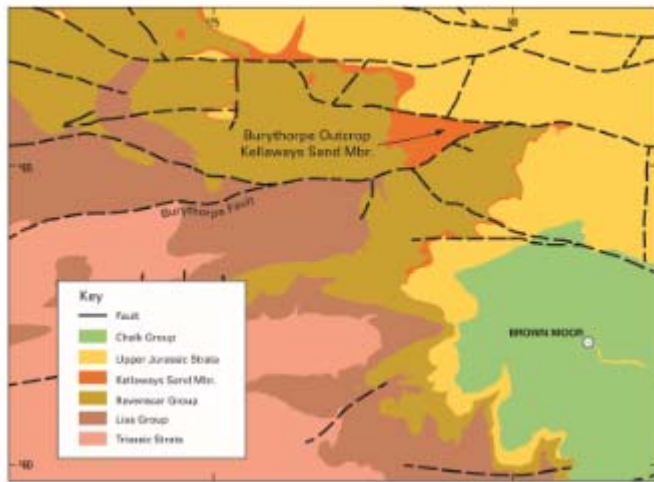 Burythorpe Outcrop
Kellaways Sand Mbr.
Burythorpe Fault
Key
Fault
Chalk Group
Upper Jurassic Strata
Kellaways Sand Mbr.
Ravenscar Group
Lias Group
Triassic Strata
BROWN MOOR